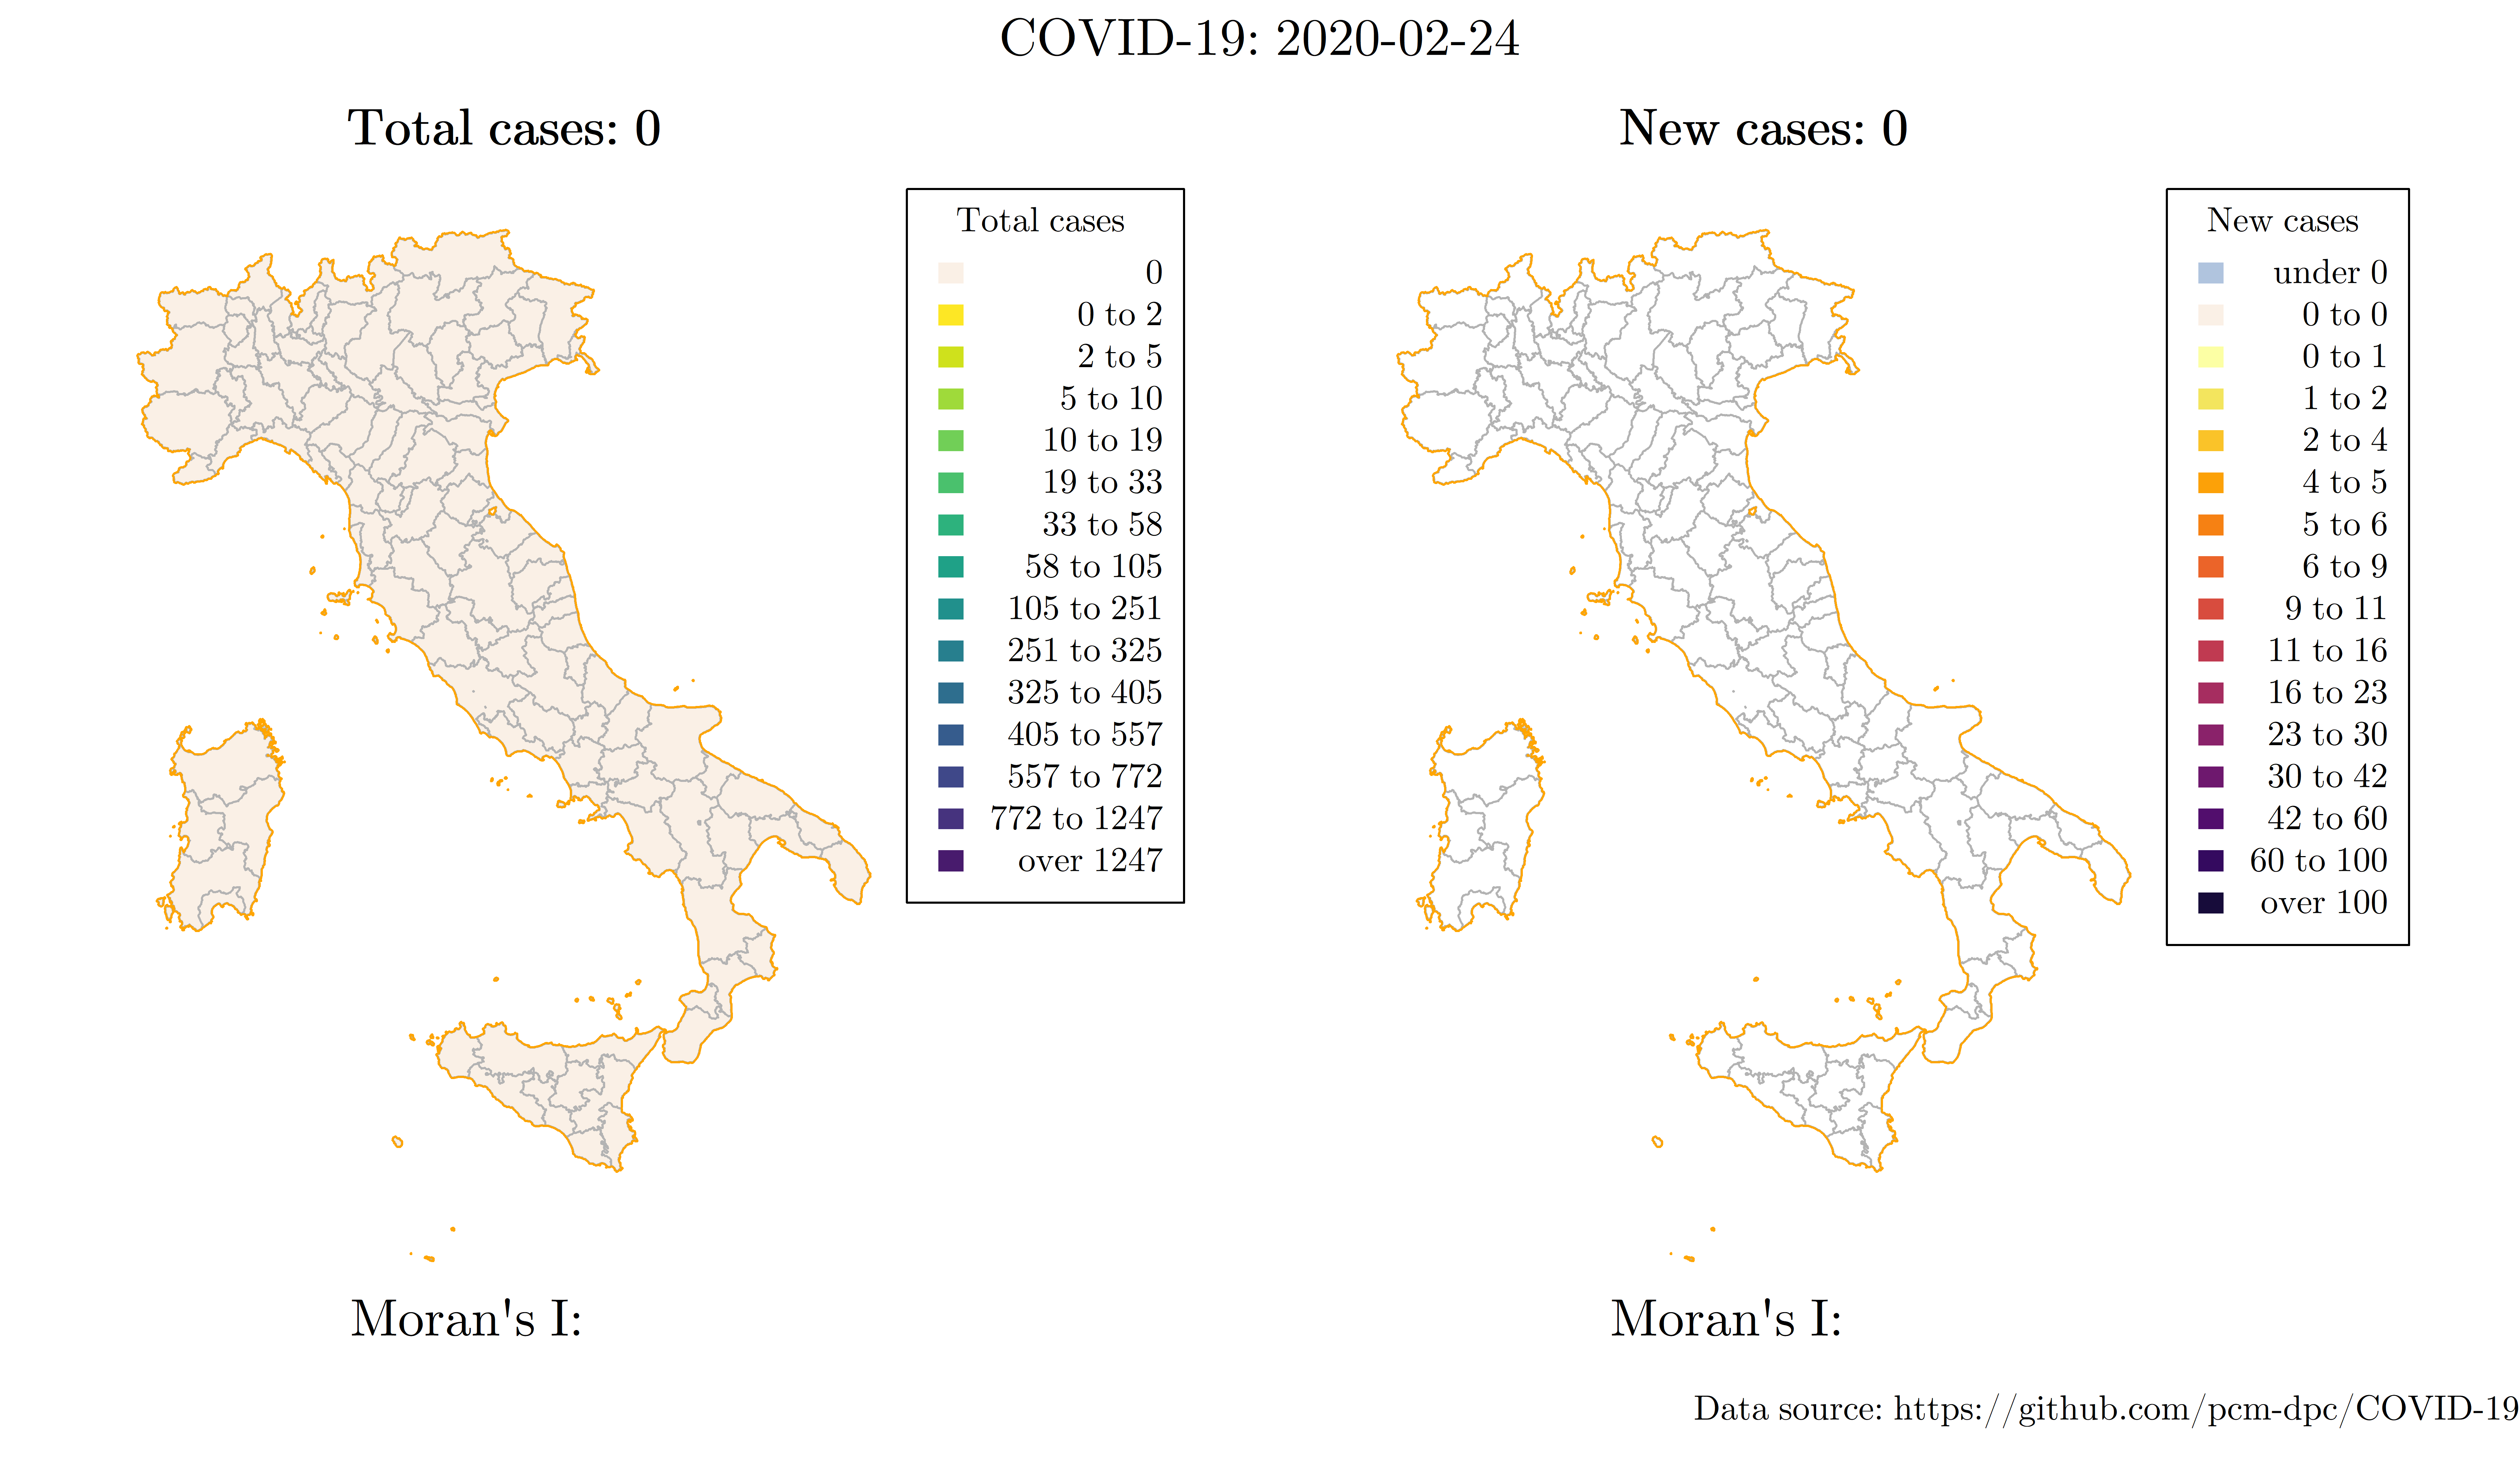 COVID-19: 2020-02-24
Total cases: 0
Total cases
0
0 to 2
2 to 5
5 to 10
10 to 19
19 to 33
33 to 58
58 to 105
105 to 251
251 to 325
325 to 405
405 to 557
557 to 772
772 to 1247
over 1247
Moran's I:
New cases: 0
New cases
under 0
0 to 0
0 to 1
1 to 2
2 to 4
4 to 5
5 to 6
6 to 9
9 to 11
11 to 16
16 to 23
23 to 30
30 to 42
42 to 60
60 to 100
over 100
Moran's I:
Data source: https://github.com/pcm-dpc/COVID-19